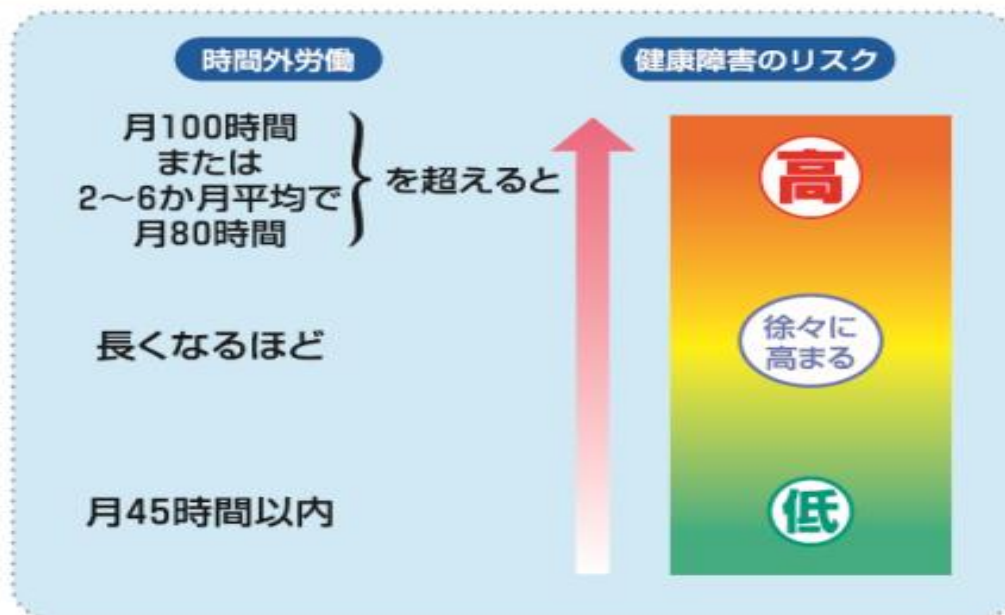 時間外労働
健康障害のリスク
月100時間
または
2〜6か月平均で
月80時間
を超えると
高
長くなるほど
徐々に
高まる
月45時間以内
低